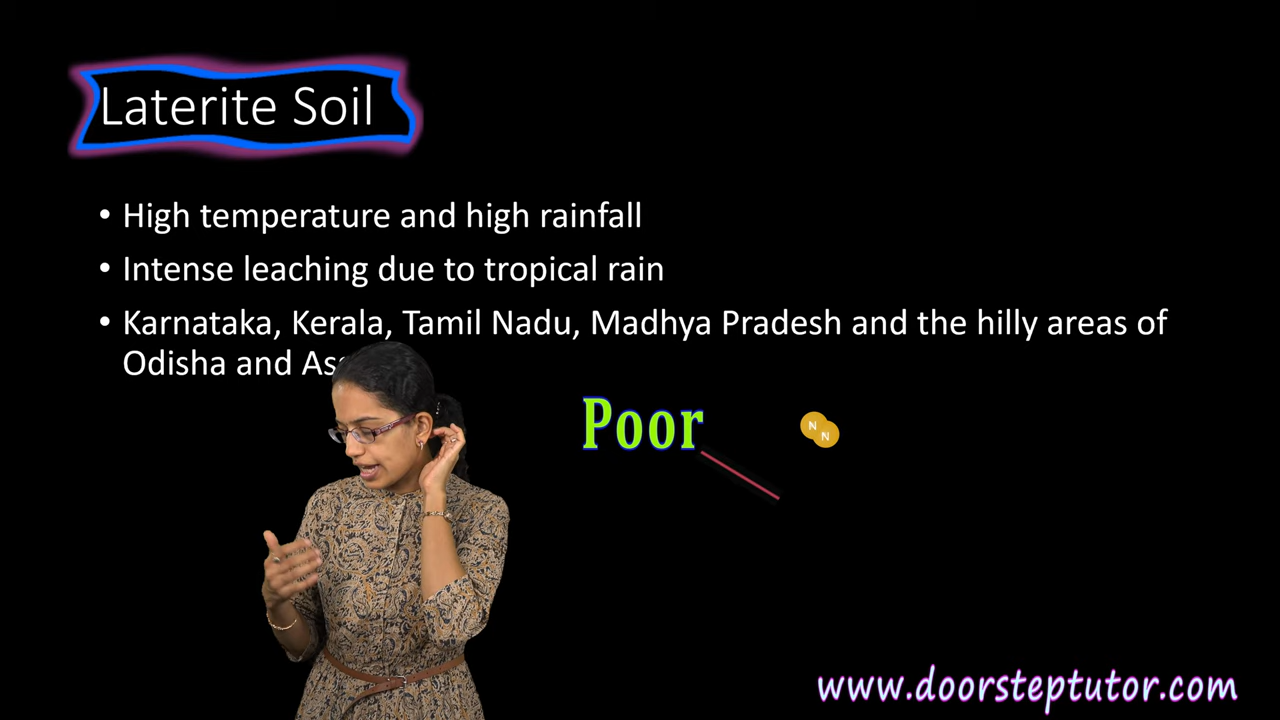 Laterite Soil
• High temperature and high rainfall
• Intense leaching due to tropical rain
• Karnataka, Kerala, Tamil Nadu, Madhya Pradesh and the hilly areas of
Odisha and
Poor
N
N
www.doorsteptutor.com